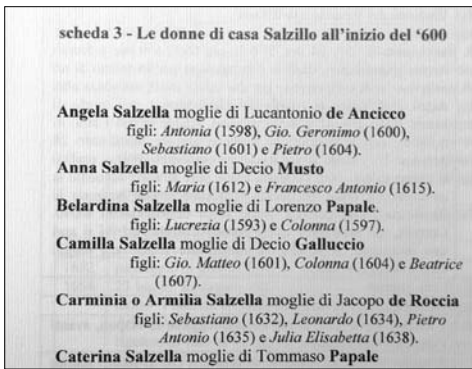 scheda 3 - Le donne di casa Salzillo all'inizio del ‘600
Angela Salzella moglie di Lucantonio de Ancicco
figli: Antonia (1598), Gio. Geronimo (1600),
Sebastiano (1601) e Pietro (1604).
Anna Salzella moglie di Decio Musto
figli: Maria (1612) e Francesco Antonio (1615).
Belardina Salzella moglie di Lorenzo Papale.
figli: Lucrezia (1593) e Colonna (1597).
Camilla Salzella moglie di Decio Galluccio
figli: Gio. Matteo (1601), Colonna (1604) e Beatrice
(1607).
Carminia o Armilia Salzella moglie di Jacopo de Roccia
figli: Sebastiano (1632), Leonardo (1634), Pietro
Antonio (1635) e Julia Elisabetta (1638).
Caterina Salzella moglie di Tommaso Papale